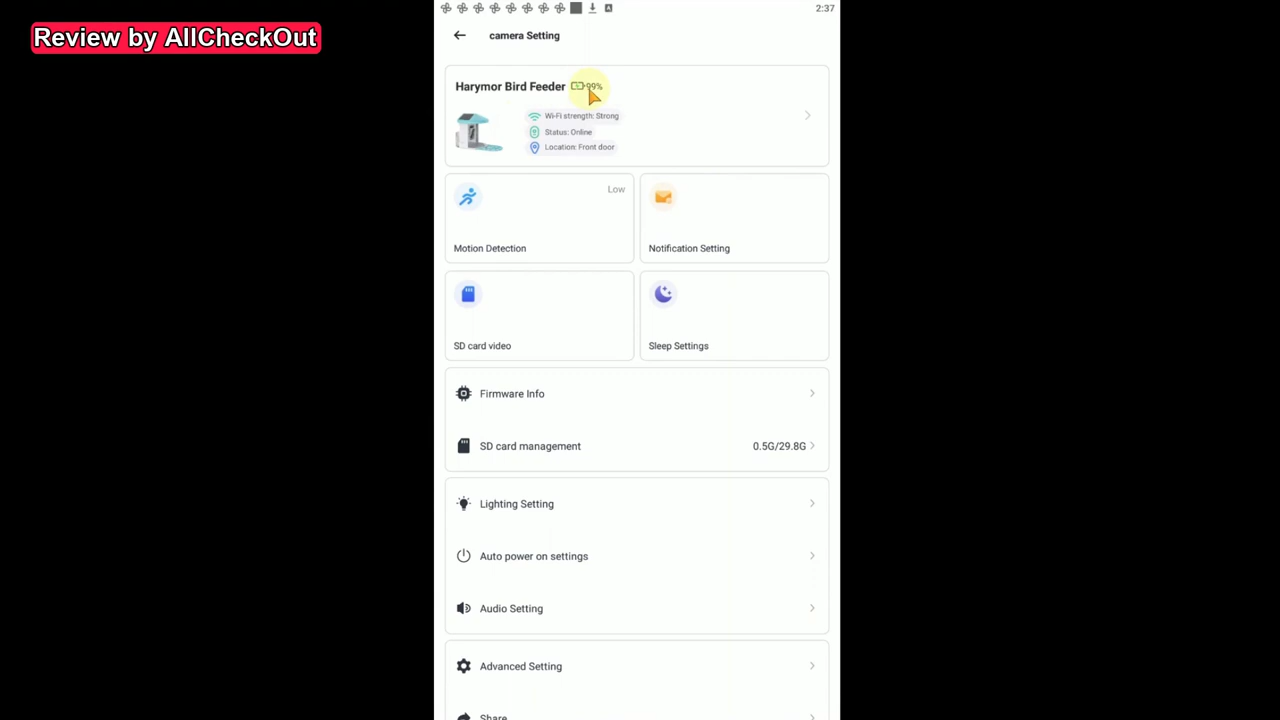 Review by AllCheckOut
2:37
camera Setting
Harymor Bird Feeder 99%
Wi-Fi strength: Strong
Status: Online
Location: Front door
Low
Motion Detection
Notification Setting
SD card video
Sleep Settings
Firmware Info
SD card management 0.5G/29.8G
Lighting Setting
Auto power on settings
Audio Setting
Advanced Setting
Share